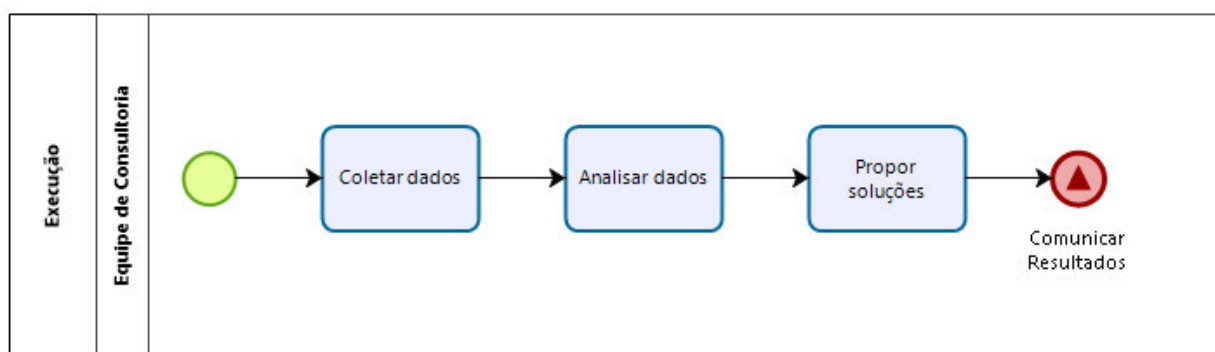 Execução
Equipe de Consultoria
Coletar dados
Analisar dados
Propor
soluções
Comunicar
Resultados